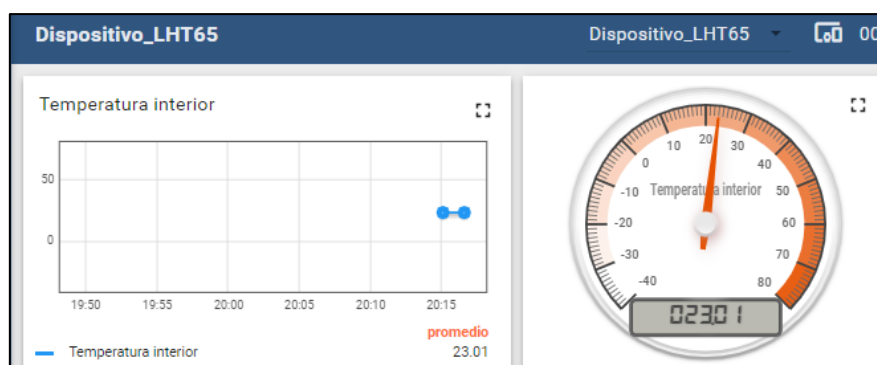 Dispositivo_LHT65
Dispositivo_LHT65
00
Temperatura interior
50
0
19:50 19:55 20:00 20:05 20:10 20:15
promedio
Temperatura interior 23.01
-40
-30
-20
-10
0
10
20
30
40
50
60
70
80
Temperatura interior
023.01